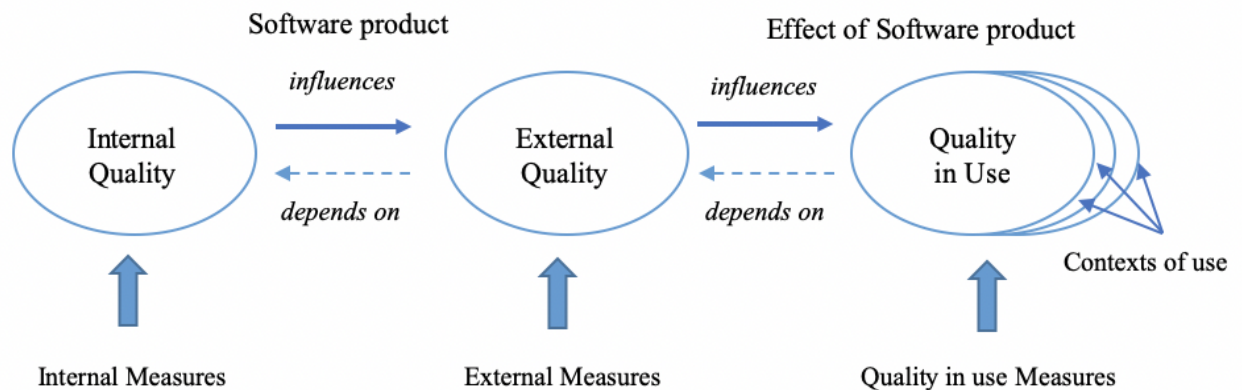 Software product
Effect of Software product
influences
influences
Internal
Quality
External
Quality
Quality
in Use
depends on
depends on
Contexts of use
Internal Measures
External Measures
Quality in use Measures